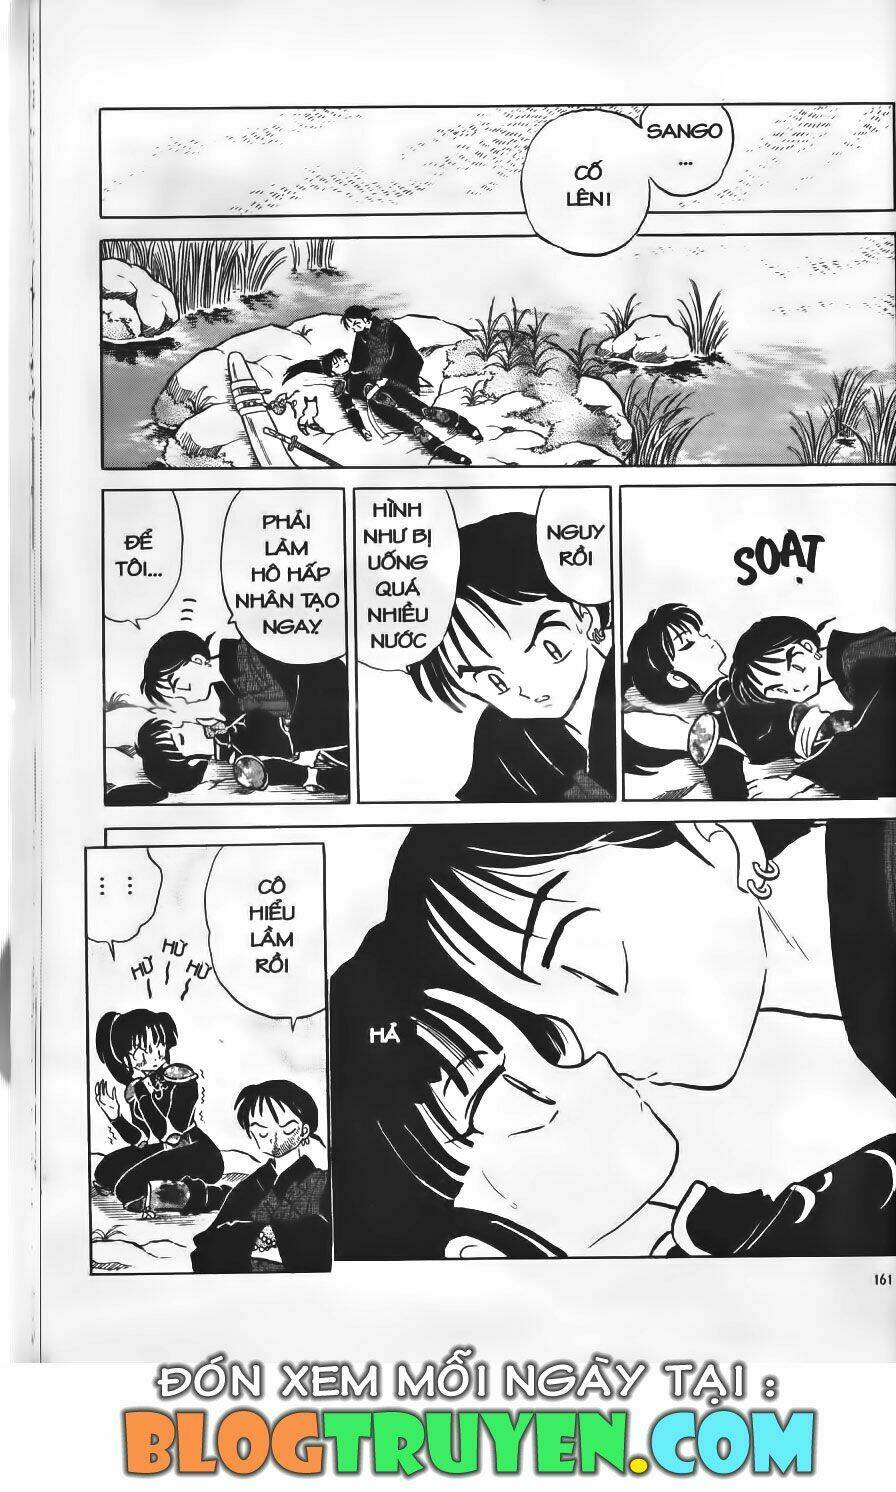 SANGO
...
CỐ
LÊN!
SOẠT
NGUY
RỒI
HÌNH
NHƯ BỊ
UỐNG
QUÁ
NHIỀU
NƯỚC
PHẢI
LÀM
HÔ HẤP
NHÂN TẠO
NGAY.
ĐỂ
TÔI...
HẢ
CÔ
HIỂU
LẦM
RỒI
... ...
HỪ
HỪ
HỪ
161
ĐÓN XEM MỖI NGÀY TẠI :
BLOGTRUYEN.COM